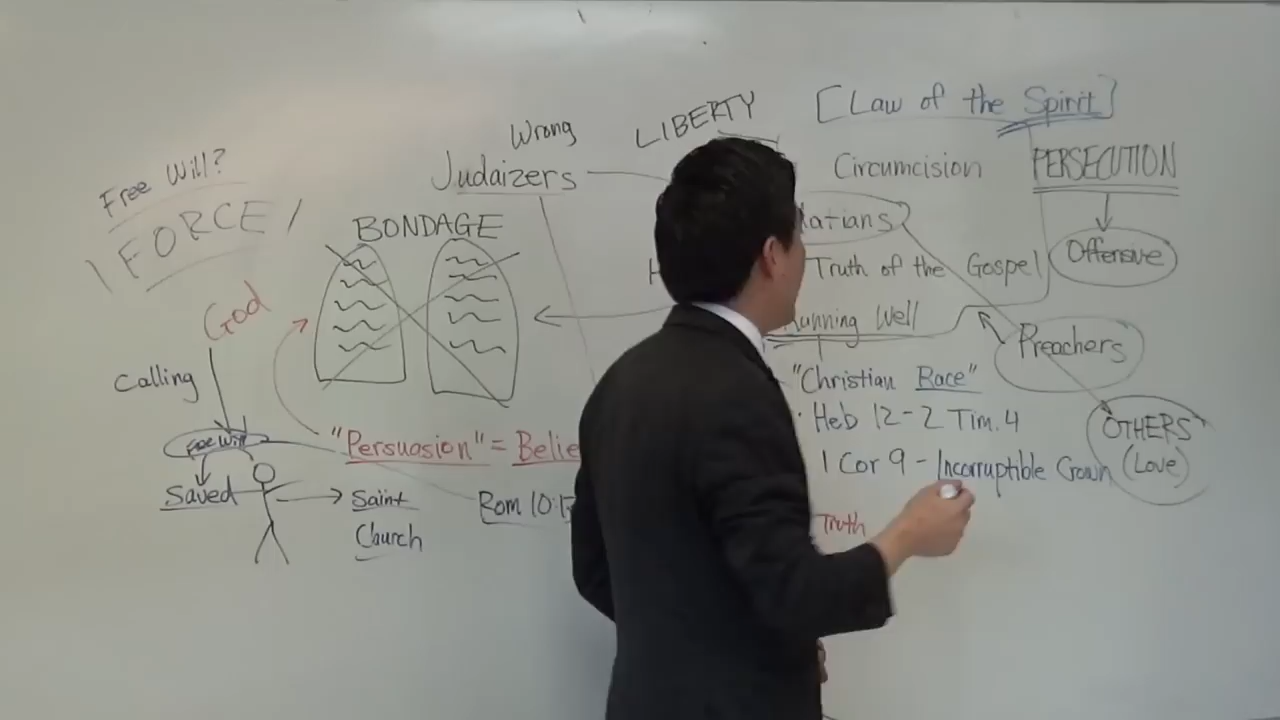 Free Will?
FORCE
God
Calling
Free Will
Saved
Saint
Church
Wrong
Judaizers
BONDAGE
"Persuasion" = Belie
Rom 10:1
LIBERTY
[Law of the Spirit]
Circumcision
PERSECUTION
Offensive
latians
Truth of the Gospel
Running Well
Preachers
"Christian Race"
· Heb 12 - 2 Tim. 4
1 Cor 9 - Incorruptible Crown
OTHERS
(Love)
Truth